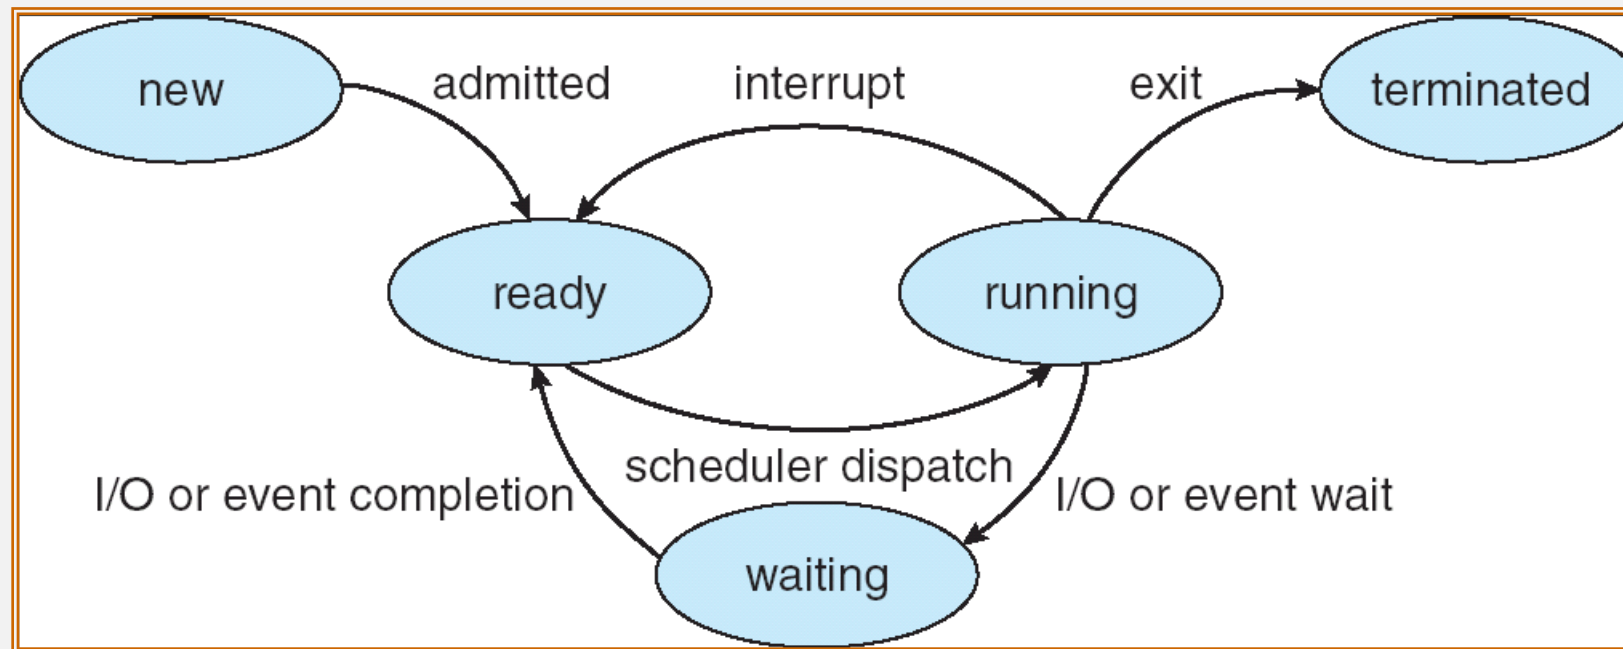 new
admitted
interrupt
exit
terminated
ready
running
scheduler dispatch
I/O or event completion
I/O or event wait
waiting